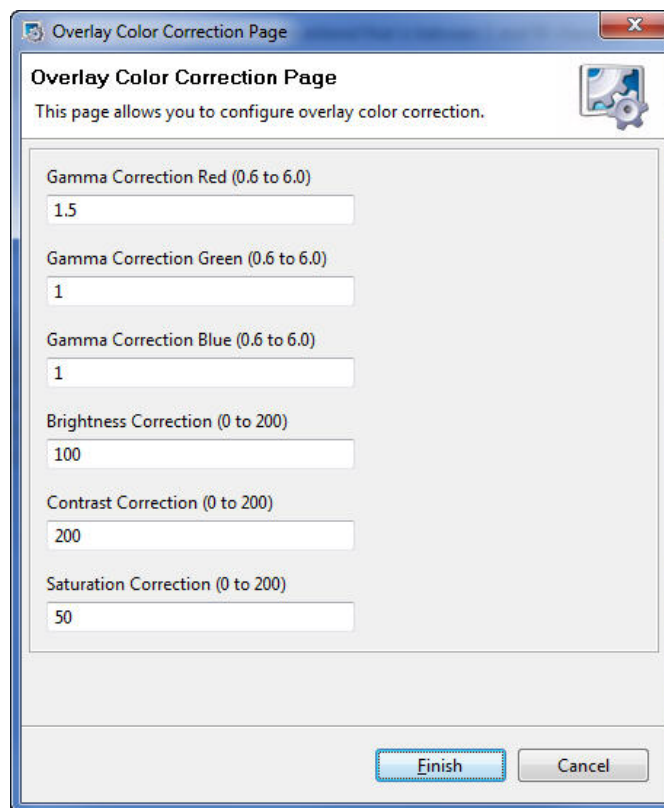 Overlay Color Correction Page
Overlay Color Correction Page
This page allows you to configure overlay color correction.
Gamma Correction Red (0.6 to 6.0)
1.5
Gamma Correction Green (0.6 to 6.0)
1
Gamma Correction Blue (0.6 to 6.0)
1
Brightness Correction (0 to 200)
100
Contrast Correction (0 to 200)
200
Saturation Correction (0 to 200)
50
Finish Cancel